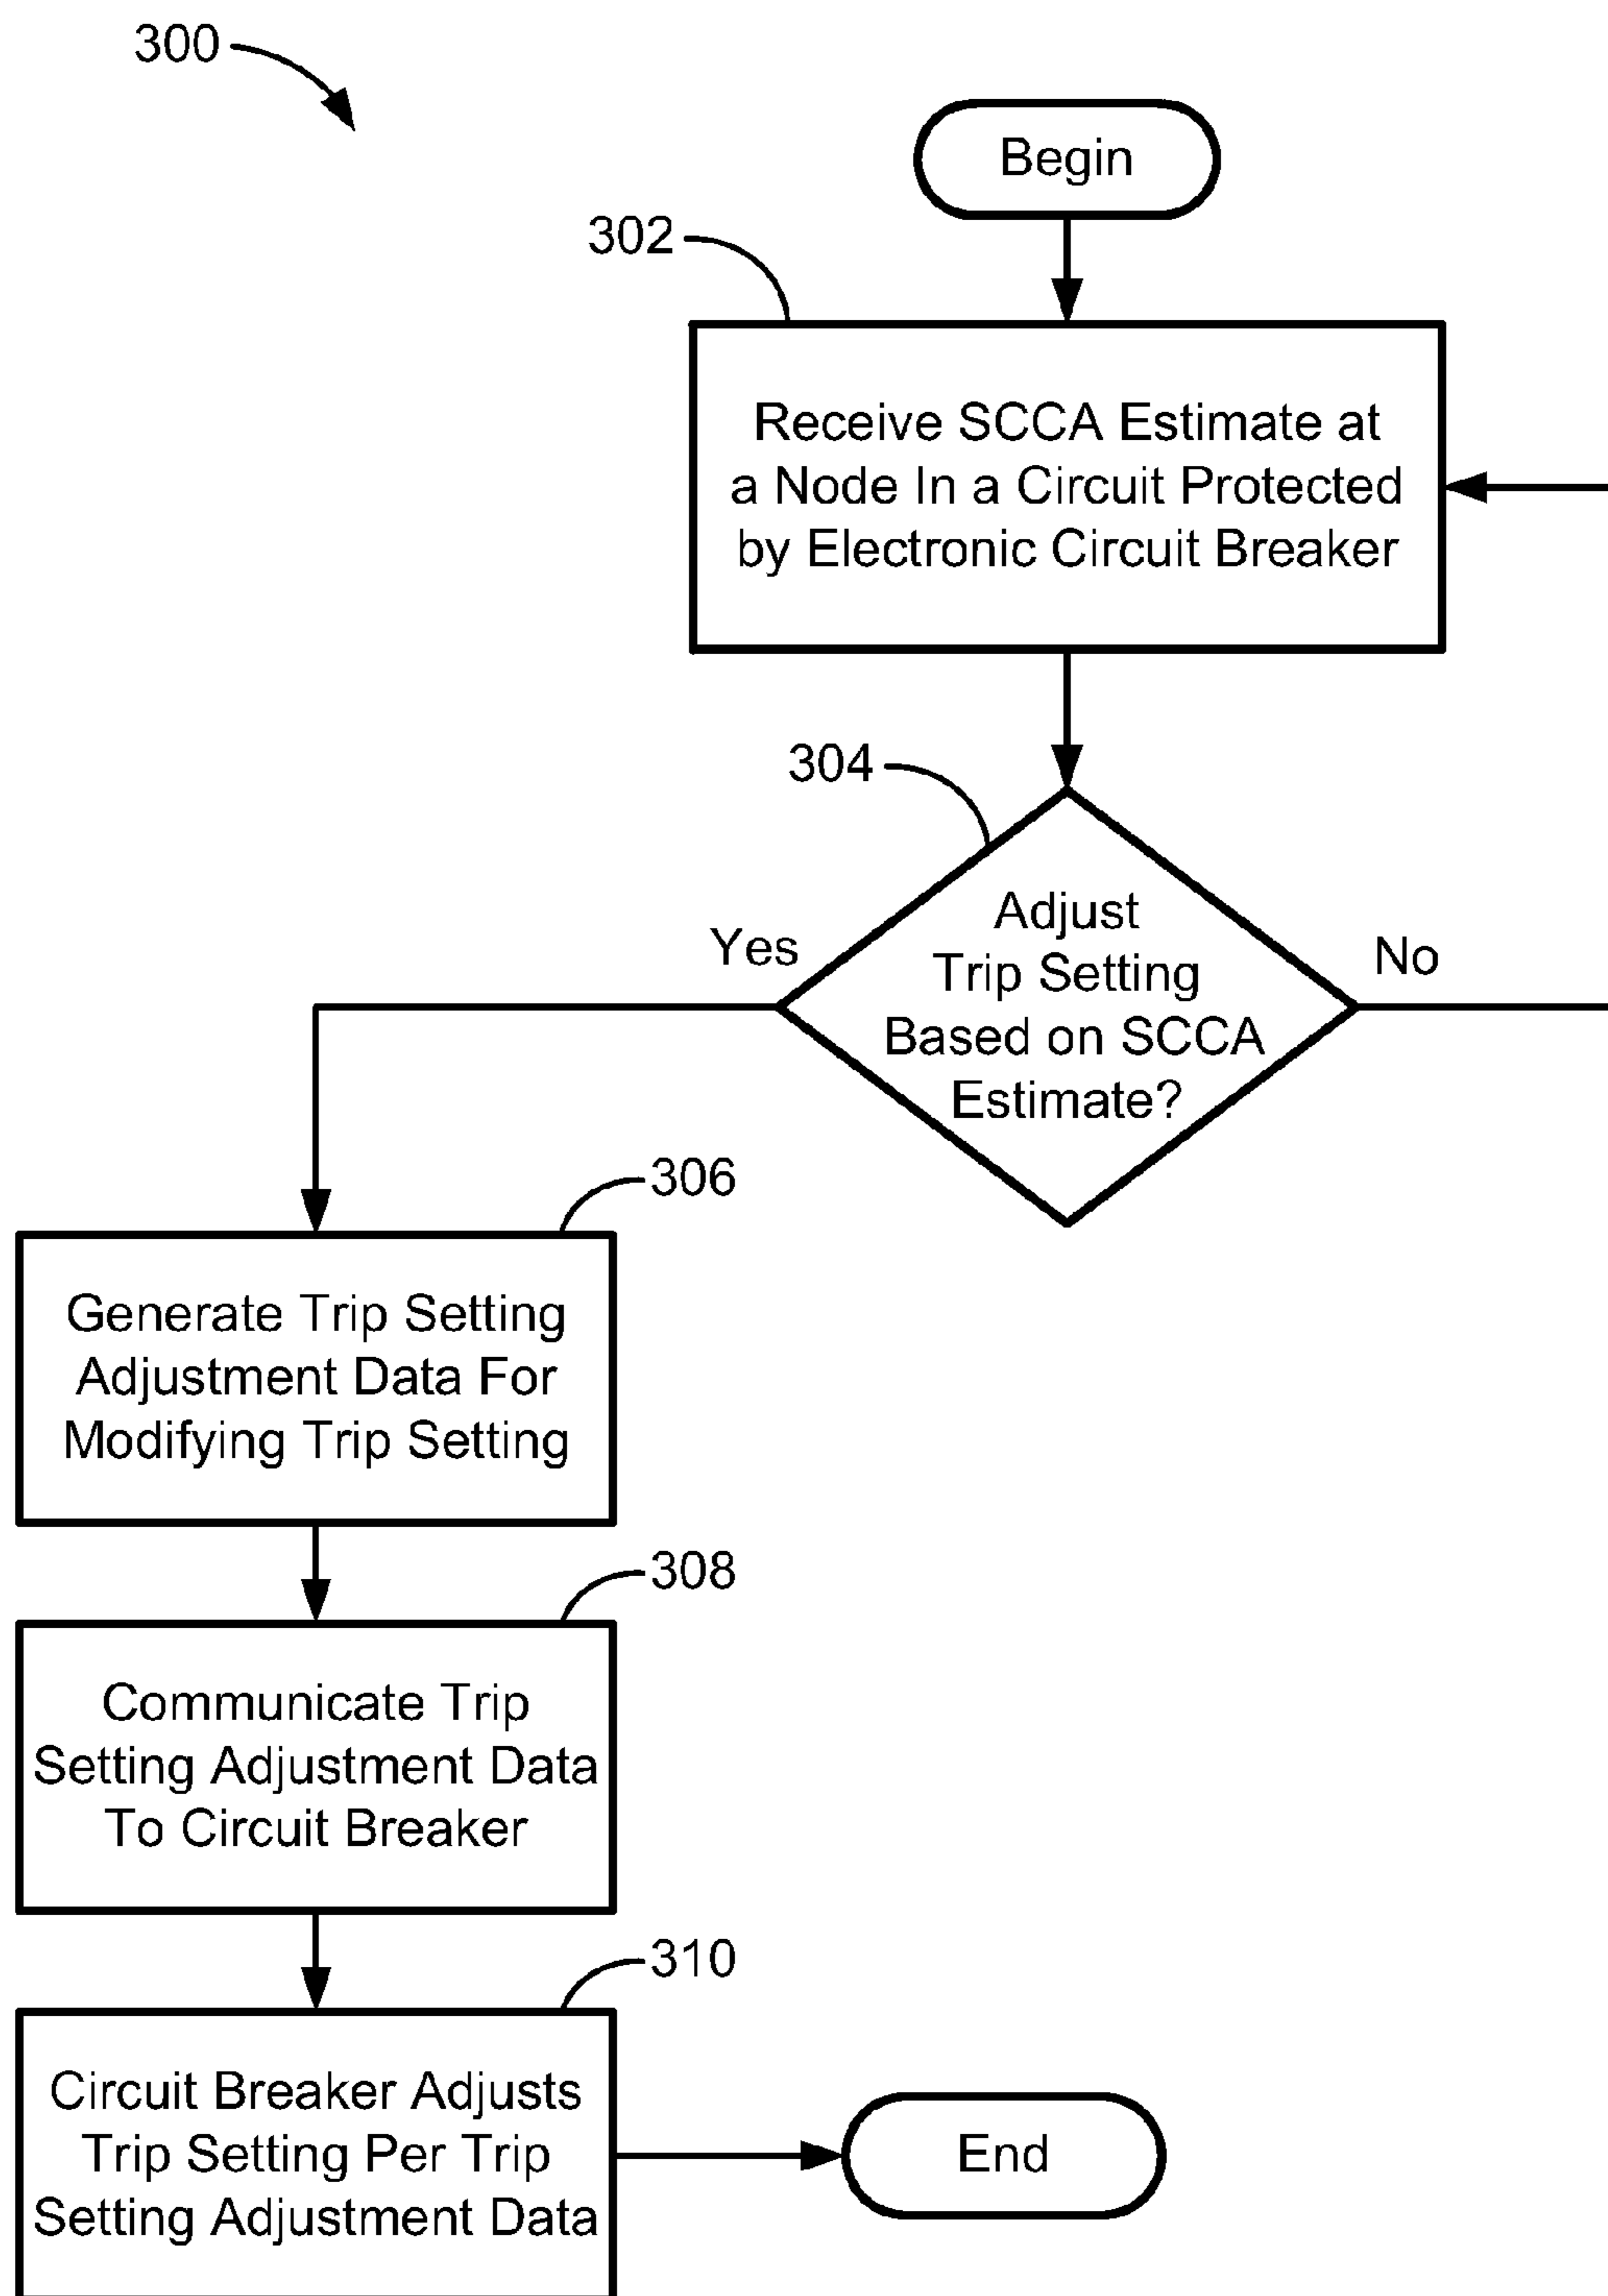 300
Begin
302
Receive SCCA Estimate at
a Node In a Circuit Protected
by Electronic Circuit Breaker
304
Adjust
Trip Setting
Based on SCCA
Estimate?
Yes
No
306
Generate Trip Setting
Adjustment Data For
Modifying Trip Setting
308
Communicate Trip
Setting Adjustment Data
To Circuit Breaker
310
Circuit Breaker Adjusts
Trip Setting Per Trip
Setting Adjustment Data
End